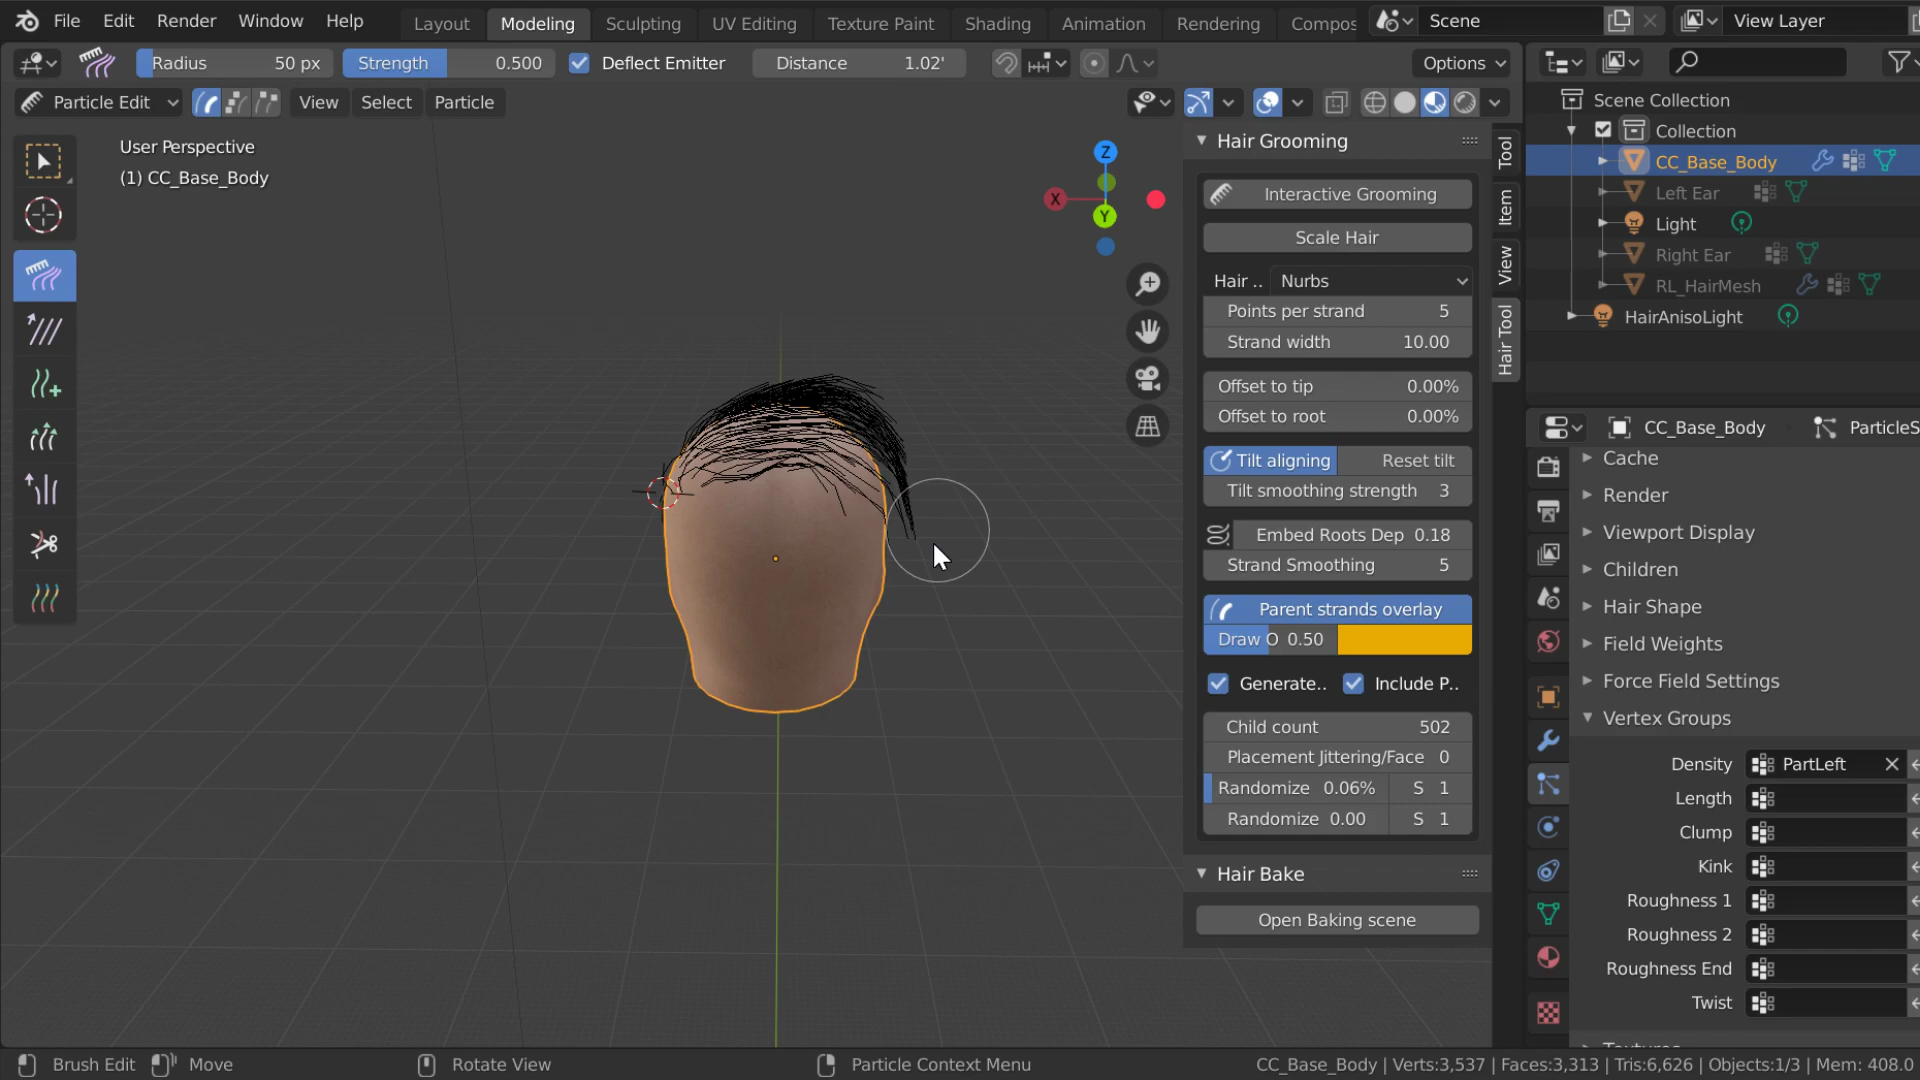 File Edit Render Window Help Layout Modeling Sculpting UV Editing Texture Paint Shading Animation Rendering Compos Scene View Layer
Radius 50 px Strength 0.500 Deflect Emitter Distance 1.02' Options
Particle Edit View Select Particle
User Perspective
(1) CC_Base_Body
Z
X
Y
Hair Grooming
Interactive Grooming
Scale Hair
Hair .. Nurbs
Points per strand 5
Strand width 10.00
Offset to tip 0.00%
Offset to root 0.00%
Tilt aligning Reset tilt
Tilt smoothing strength 3
Embed Roots Dep 0.18
Strand Smoothing 5
Parent strands overlay
Draw O 0.50
Generate.. Include P..
Child count 502
Placement Jittering/Face 0
Randomize 0.06% S 1
Randomize 0.00 S 1
Hair Bake
Open Baking scene
Tool
Item
View
Hair Tool
Scene Collection
Collection
CC_Base_Body
Left Ear
Light
Right Ear
RL_HairMesh
HairAnisoLight
CC_Base_Body ParticleS
Cache
Render
Viewport Display
Children
Hair Shape
Field Weights
Force Field Settings
Vertex Groups
Density PartLeft
Length
Clump
Kink
Roughness 1
Roughness 2
Roughness End
Twist
Textures
Brush Edit Move Rotate View Particle Context Menu CC_Base_Body | Verts:3,537 | Faces:3,313 | Tris:6,626 | Objects:1/3 | Mem: 408.0